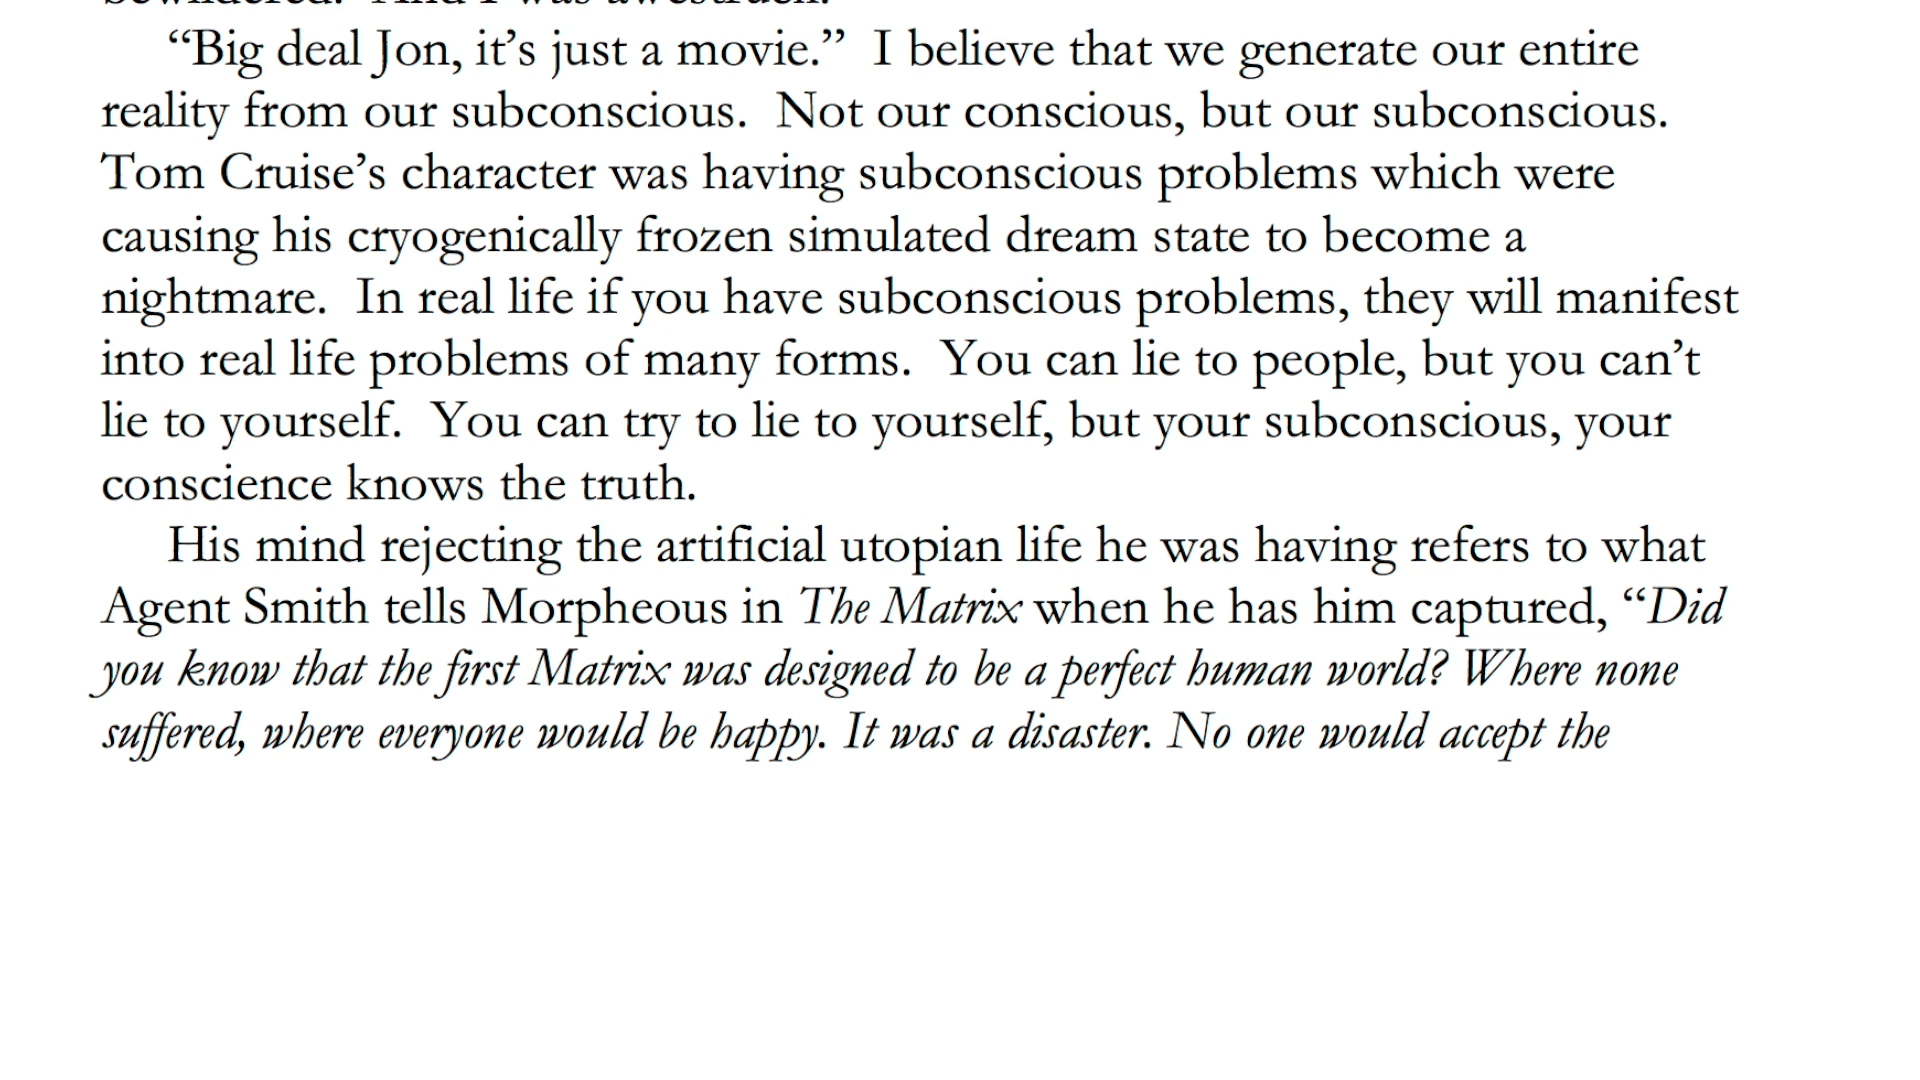 “Big deal Jon, it’s just a movie.”  I believe that we generate our entire
reality from our subconscious.  Not our conscious, but our subconscious.
Tom Cruise’s character was having subconscious problems which were
causing his cryogenically frozen simulated dream state to become a
nightmare.  In real life if you have subconscious problems, they will manifest
into real life problems of many forms.  You can lie to people, but you can’t
lie to yourself.  You can try to lie to yourself, but your subconscious, your
conscience knows the truth.
His mind rejecting the artificial utopian life he was having refers to what
Agent Smith tells Morpheous in The Matrix when he has him captured, “Did
you know that the first Matrix was designed to be a perfect human world? Where none
suffered, where everyone would be happy. It was a disaster. No one would accept the